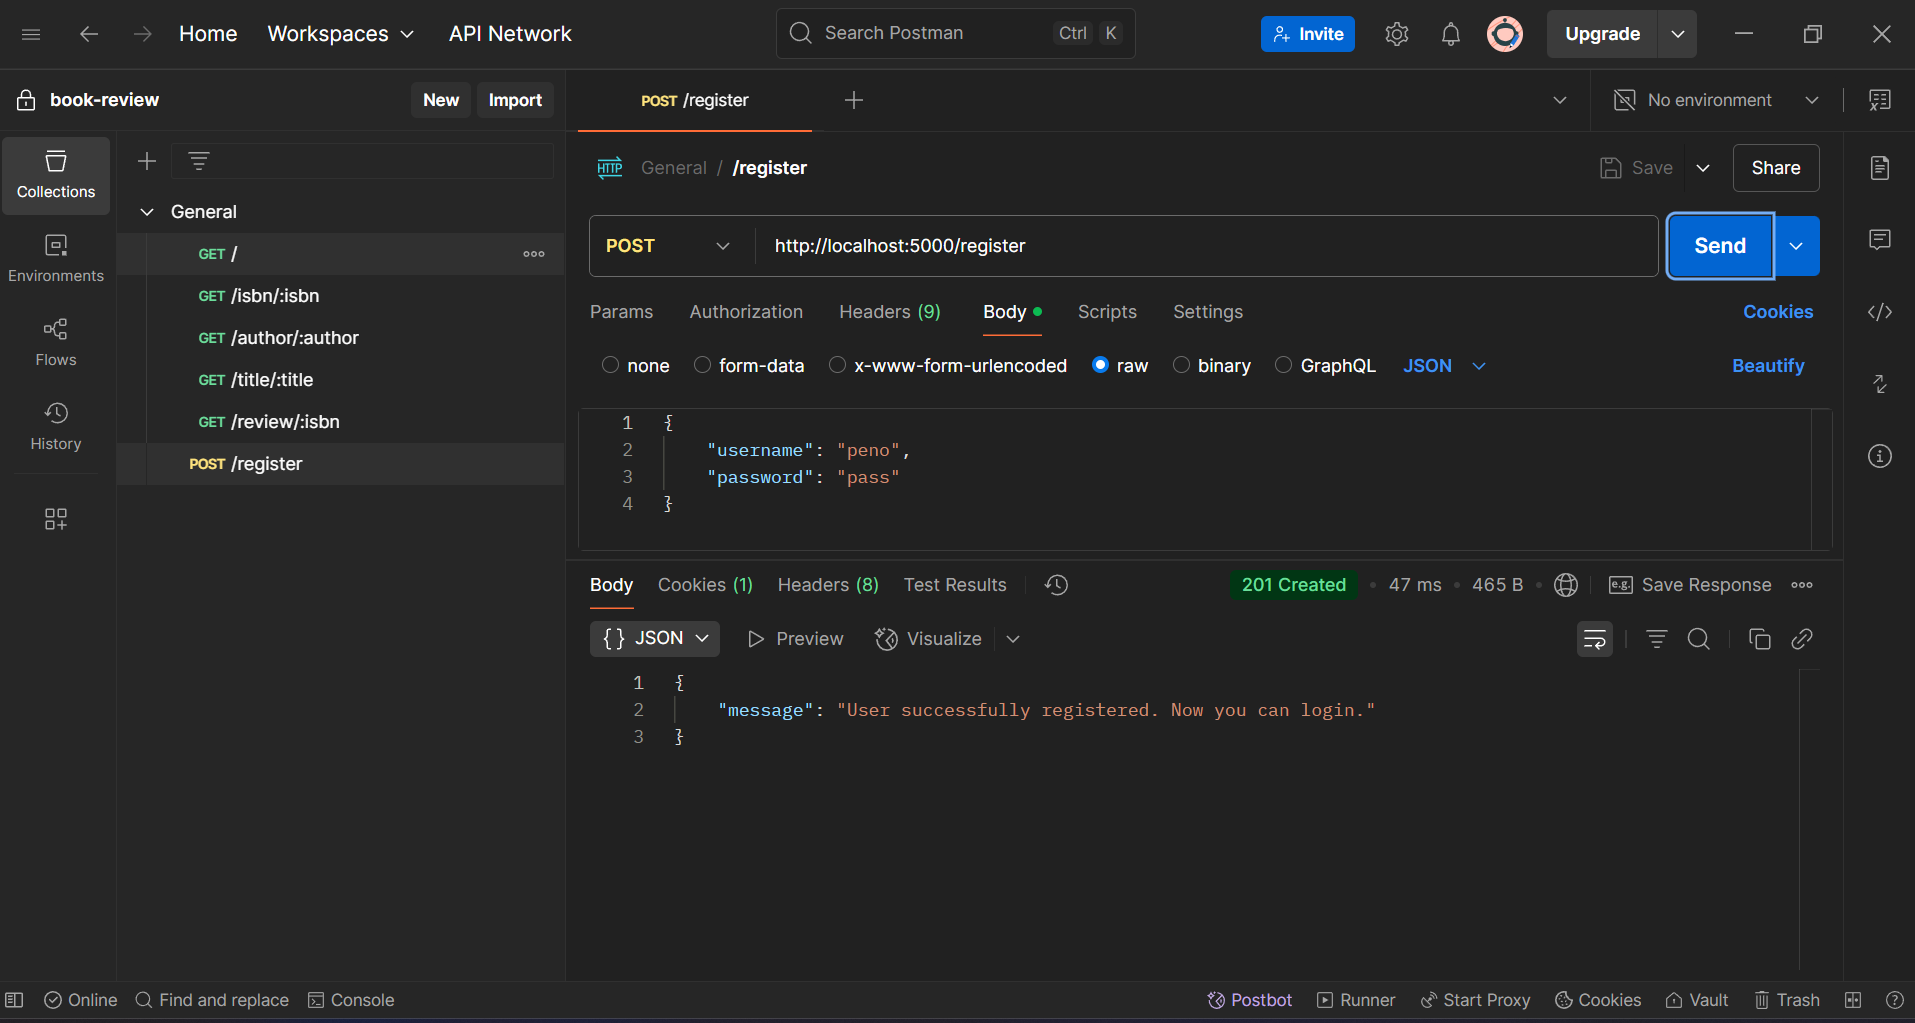 Home Workspaces API Network Search Postman Ctrl K Invite Upgrade
book-review New Import
POST /register No environment
Collections
Environments
Flows
History
General
GET /
GET /isbn/:isbn
GET /author/:author
GET /title/:title
GET /review/:isbn
POST /register
HTTP General / /register Save Share
POST http://localhost:5000/register Send
Params Authorization Headers (9) Body Scripts Settings Cookies
none form-data x-www-form-urlencoded raw binary GraphQL JSON Beautify
1 {
2 "username": "peno",
3 "password": "pass"
4 }
Body Cookies (1) Headers (8) Test Results 201 Created 47 ms 465 B e.g. Save Response
{} JSON Preview Visualize
1 {
2 "message": "User successfully registered. Now you can login."
3 }
Online Find and replace Console Postbot Runner Start Proxy Cookies Vault Trash